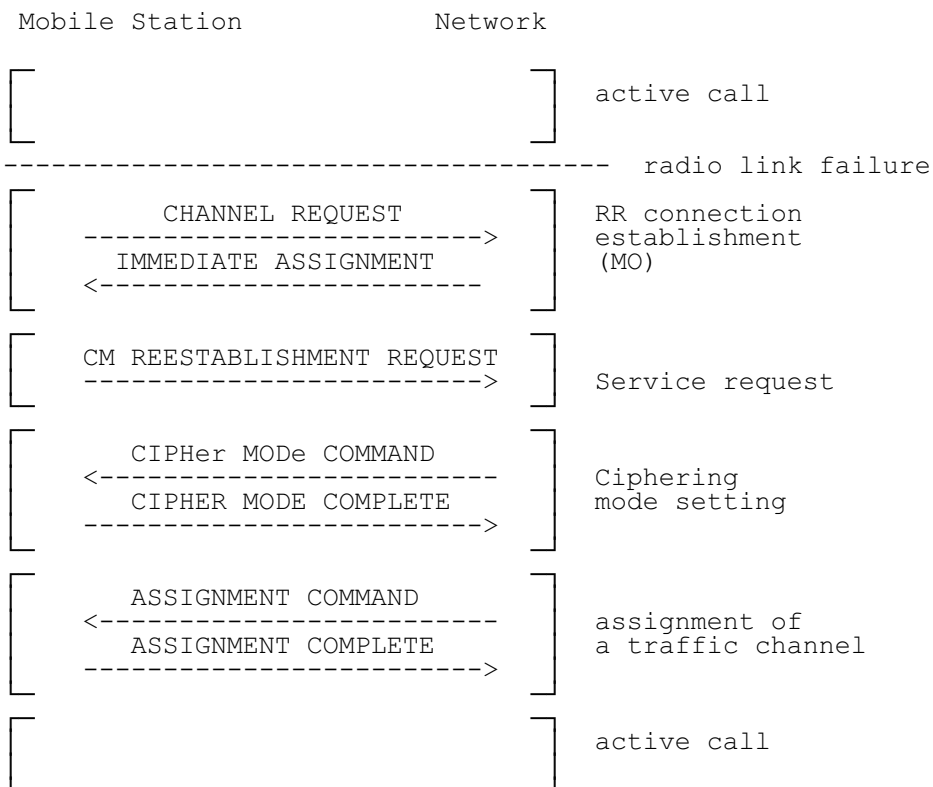 Mobile Station Network
active call
radio link failure
CHANNEL REQUEST RR connection
-------------------------> establishment
IMMEDIATE ASSIGNMENT (MO)
<------------------------
CM REESTABLISHMENT REQUEST
-------------------------> Service request
CIPHer MODe COMMAND
<------------------------- Ciphering
CIPHER MODE COMPLETE mode setting
------------------------->
ASSIGNMENT COMMAND
<------------------------- assignment of
ASSIGNMENT COMPLETE a traffic channel
------------------------->
active call